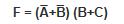 F = (A̅+B̅) (B+C)